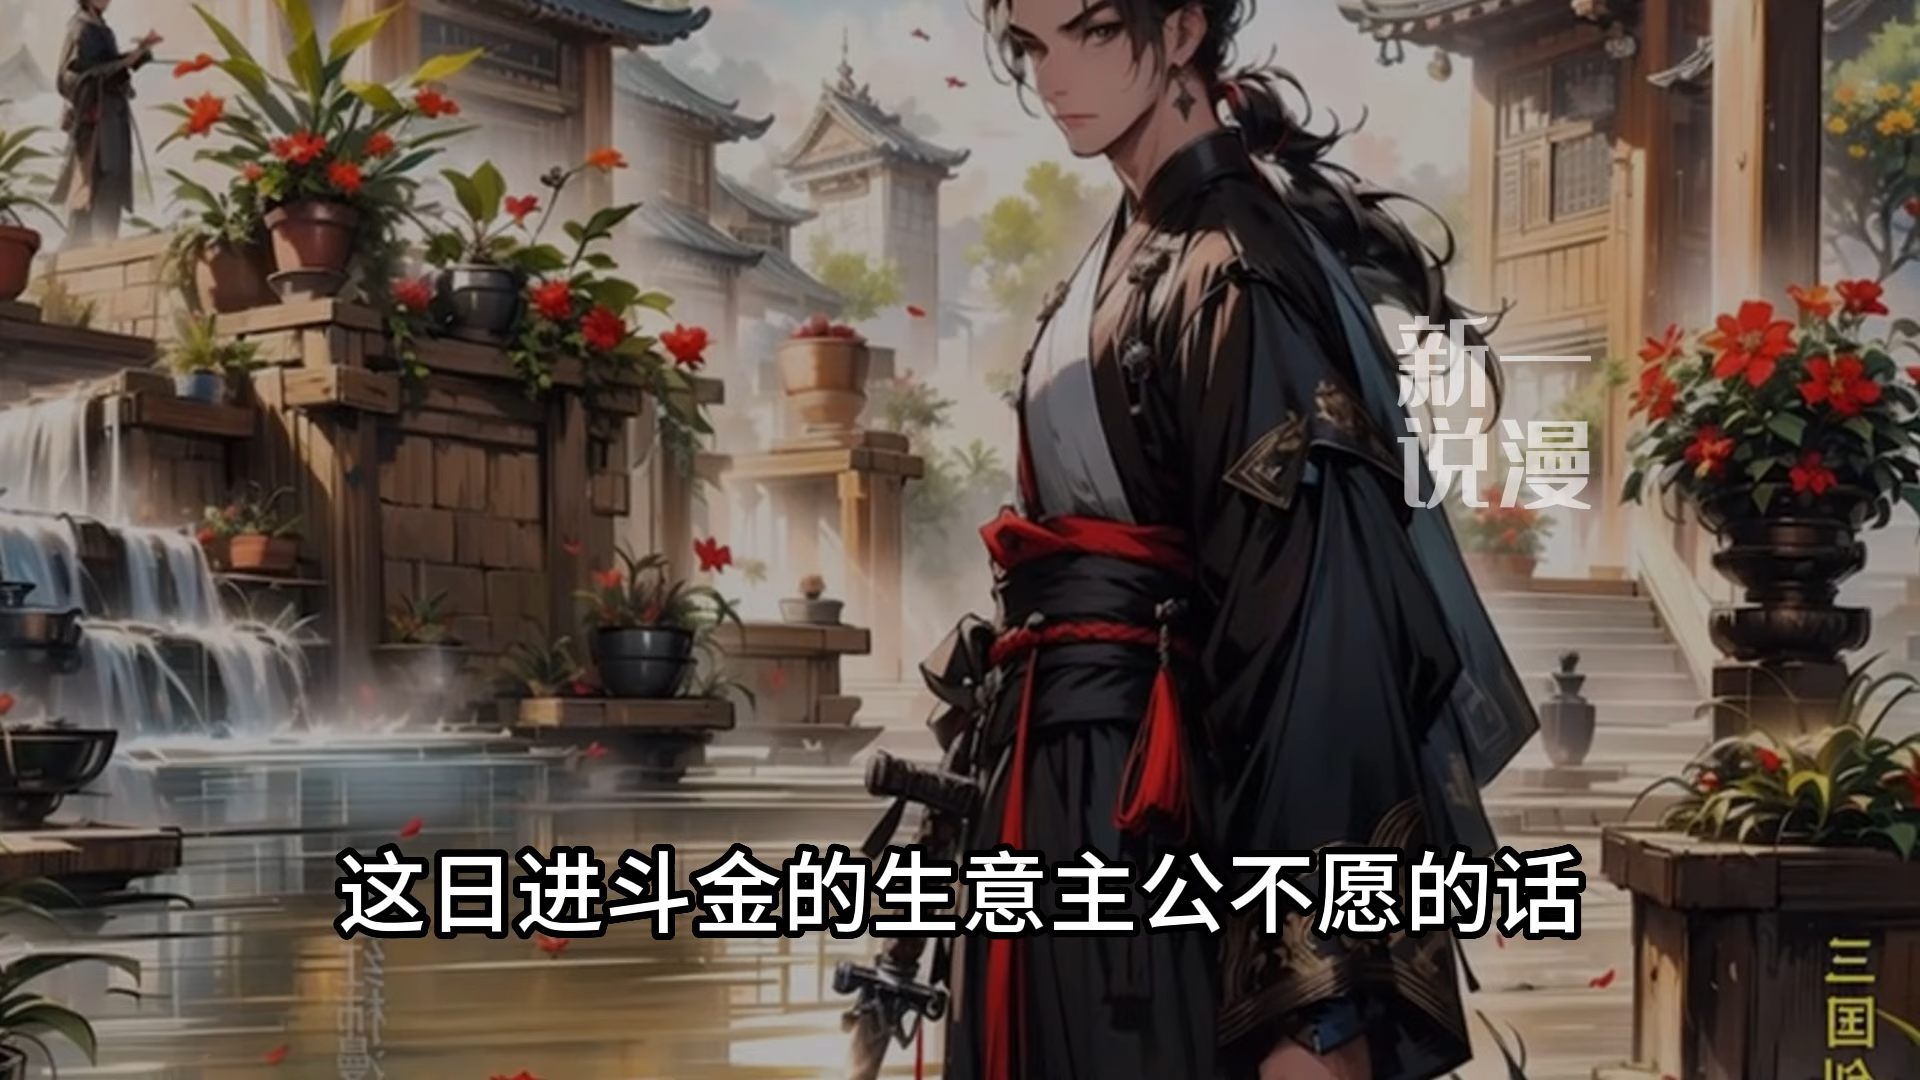 新一
说漫
这日进斗金的生意主公不愿的话
三国